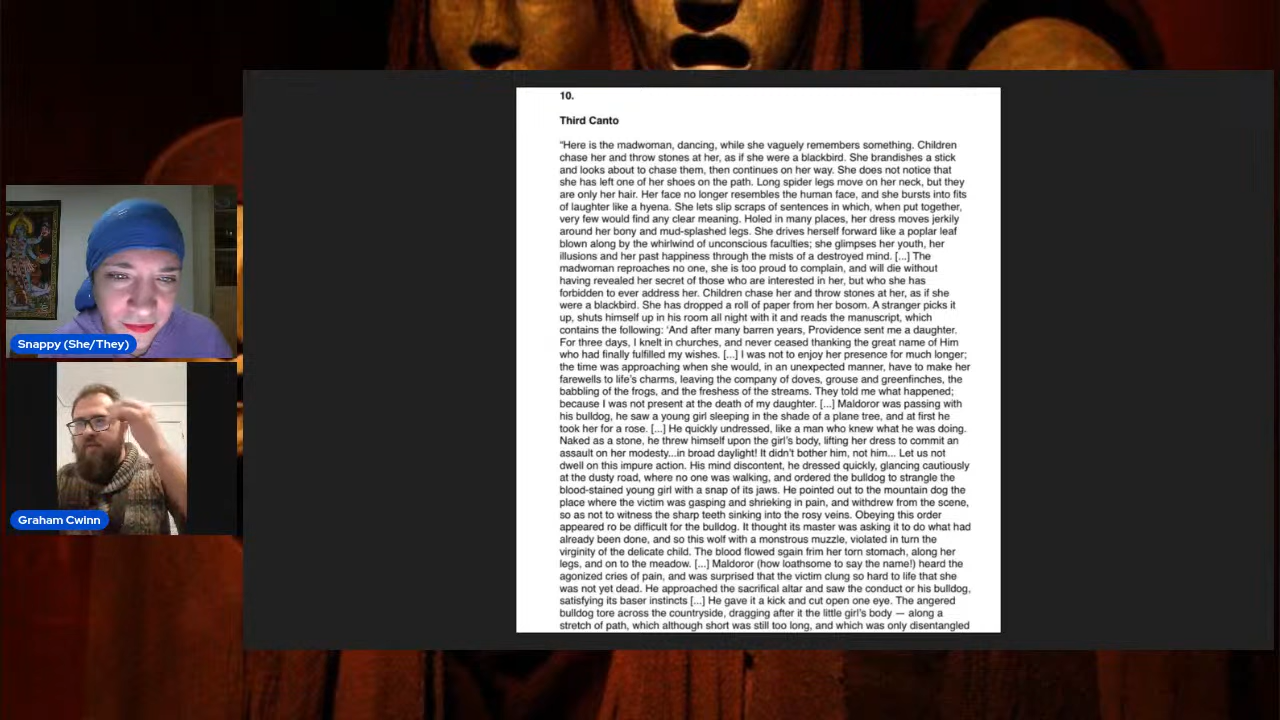 10.
Third Canto
"Here is the madwoman, dancing, while she vaguely remembers something. Children
chase her and throw stones at her, as if she were a blackbird. She brandishes a stick
and looks about to chase them, then continues on her way. She does not notice that
she has left one of her shoes on the path. Long spider legs move on her neck, but they
are only her hair. Her face no longer resembles the human face, and she bursts into fits
of laughter like a hyena. She lets slip scraps of sentences in which, when put together,
very few would find any clear meaning. Holed in many places, her dress moves jerkily
around her bony and mud-splashed legs. She drives herself forward like a poplar leaf
blown along by the whirlwind of unconscious faculties; she glimpses her youth, her
illusions and her past happiness through the mists of a destroyed mind. [...] The
madwoman reproaches no one, she is too proud to complain, and will die without
having revealed her secret of those who are interested in her, but who she has
forbidden to ever address her. Children chase her and throw stones at her, as if she
were a blackbird. She has dropped a roll of paper from her bosom. A stranger picks it
up, shuts himself up in his room all night with it and reads the manuscript, which
contains the following: 'And after many barren years, Providence sent me a daughter.
For three days, I knelt in churches, and never ceased thanking the great name of Him
who had finally fulfilled my wishes. [...] I was not to enjoy her presence for much longer;
the time was approaching when she would, in an unexpected manner, have to make her
farewells to life's charms, leaving the company of doves, grouse and greenfinches, the
babbling of the frogs, and the freshness of the streams. They told me what happened;
because I was not present at the death of my daughter. [...] Maldoror was passing with
his bulldog, he saw a young girl sleeping in the shade of a plane tree, and at first he
took her for a rose. [...] He quickly undressed, like a man who knew what he was doing.
Naked as a stone, he threw himself upon the girl's body, lifting her dress to commit an
assault on her modesty...in broad daylight! It didn't bother him, not him... Let us not
dwell on this impure action. His mind discontent, he dressed quickly, glancing cautiously
at the dusty road, where no one was walking, and ordered the bulldog to strangle the
blood-stained young girl with a snap of its jaws. He pointed out to the mountain dog the
place where the victim was gasping and shrieking in pain, and withdrew from the scene,
so as not to witness the sharp teeth sinking into the rosy veins. Obeying this order
appeared ro be difficult for the bulldog. It thought its master was asking it to do what had
already been done, and so this wolf with a monstrous muzzle, violated in turn the
virginity of the delicate child. The blood flowed sgain frim her torn stomach, along her
legs, and on to the meadow. [...] Maldoror (how loathsome to say the name!) heard the
agonized cries of pain, and was surprised that the victim clung so hard to life that she
was not yet dead. He approached the sacrifical altar and saw the conduct or his bulldog,
satisfying its baser instincts [...] He gave it a kick and cut open one eye. The angered
bulldog tore across the countryside, dragging after it the little girl's body — along a
stretch of path, which although short was still too long, and which was only disentangled
Snappy (She/They)
Graham Cwinn